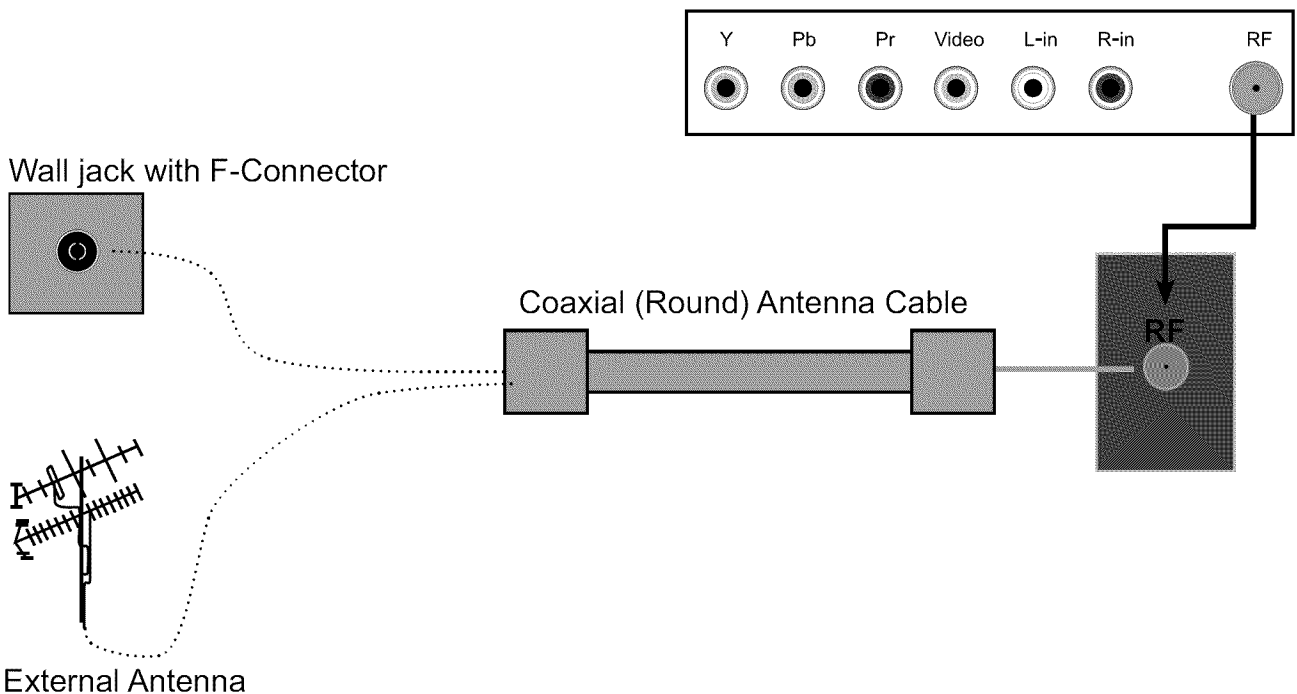 Y Pb Pr Video L-in R-in RF
Wall jack with F-Connector
Coaxial (Round) Antenna Cable
RF
External Antenna